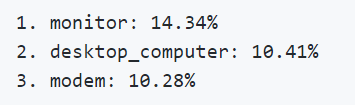 1. monitor: 14.34%
2. desktop_computer: 10.41%
3. modem: 10.28%